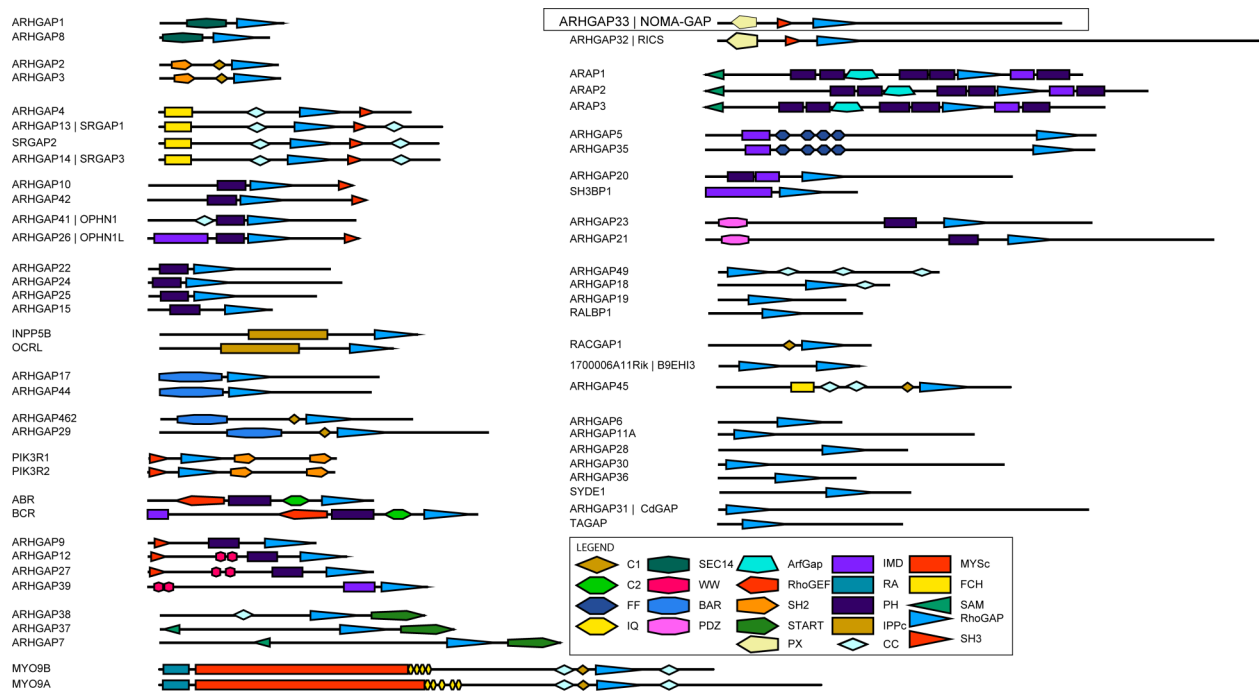 ARHGAP1
ARHGAP8
ARHGAP2
ARHGAP3
ARHGAP4
ARHGAP13 | SRGAP1
SRGAP2
ARHGAP14 | SRGAP3
ARHGAP10
ARHGAP42
ARHGAP41 | OPHN1
ARHGAP26 | OPHN1L
ARHGAP22
ARHGAP24
ARHGAP25
ARHGAP15
INPP5B
OCRL
ARHGAP17
ARHGAP44
ARHGAP462
ARHGAP29
PIK3R1
PIK3R2
ABR
BCR
ARHGAP9
ARHGAP12
ARHGAP27
ARHGAP39
ARHGAP38
ARHGAP37
ARHGAP7
MYO9B
MYO9A
ARHGAP33 | NOMA-GAP
ARHGAP32 | RICS
ARAP1
ARAP2
ARAP3
ARHGAP5
ARHGAP35
ARHGAP20
SH3BP1
ARHGAP23
ARHGAP21
ARHGAP49
ARHGAP18
ARHGAP19
RALBP1
RACGAP1
1700006A11Rik | B9EHI3
ARHGAP45
ARHGAP6
ARHGAP11A
ARHGAP28
ARHGAP30
ARHGAP36
SYDE1
ARHGAP31 | CdGAP
TAGAP
LEGEND
C1
C2
FF
IQ
SEC14
WW
BAR
PDZ
ArfGap
RhoGEF
SH2
START
PX
IMD
RA
PH
IPPc
CC
MYSc
FCH
SAM
RhoGAP
SH3